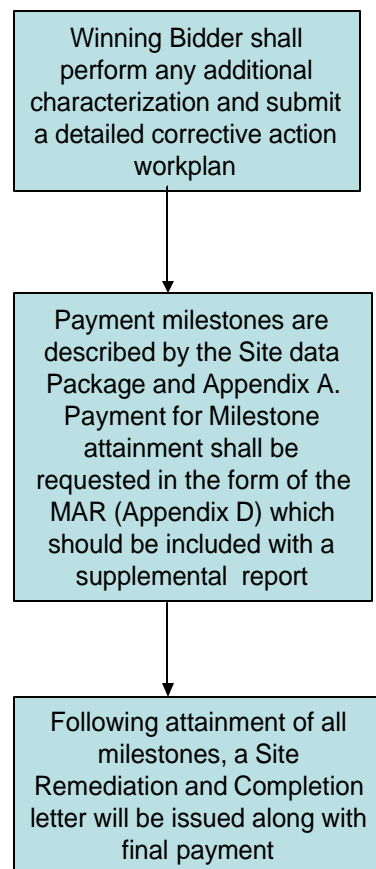 Winning Bidder shall
perform any additional
characterization and submit
a detailed corrective action
workplan
Payment milestones are
described by the Site data
Package and Appendix A.
Payment for Milestone
attainment shall be
requested in the form of the
MAR (Appendix D) which
should be included with a
supplemental report
Following attainment of all
milestones, a Site
Remediation and Completion
letter will be issued along with
final payment